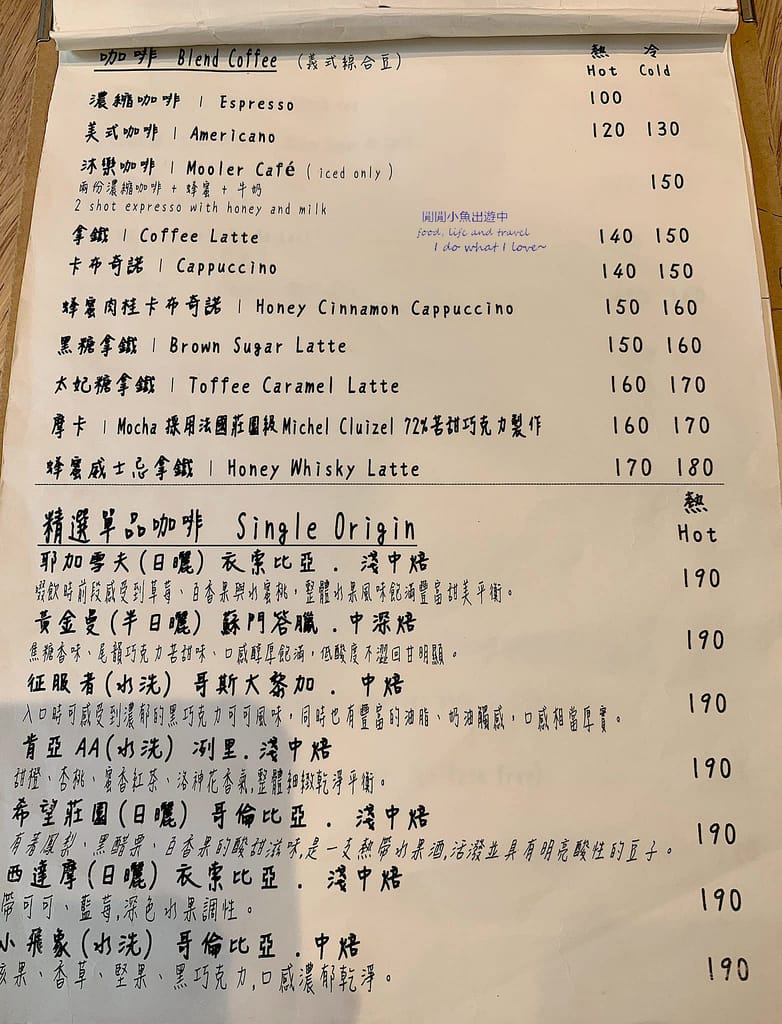 咖啡 Blend Coffee (義式綜合豆)
熱 冷
Hot Cold
濃縮咖啡 | Espresso 100
美式咖啡 | Americano 120 130
沐樂咖啡 | Mooler Café (iced only) 150
兩份濃縮咖啡 + 蜂蜜 + 牛奶
2 shot expresso with honey and milk
閒閒小魚出遊中
food, life and travel
I do what I love~
拿鐵 | Coffee Latte 140 150
卡布奇諾 | Cappuccino 140 150
蜂蜜肉桂卡布奇諾 | Honey Cinnamon Cappuccino 150 160
黑糖拿鐵 | Brown Sugar Latte 150 160
太妃糖拿鐵 | Toffee Caramel Latte 160 170
摩卡 | Mocha 採用法國莊園級 Michel Cluizel 72%苦甜巧克力製作 160 170
蜂蜜威士忌拿鐵 | Honey Whisky Latte 170 180
熱
精選單品咖啡 Single Origin Hot
耶加雪夫(日曬) 衣索比亞 . 淺中焙 190
啜飲時前段感受到草莓、百香果與水蜜桃，整體水果風味飽滿豐富甜美平衡。
黃金曼(半日曬) 蘇門答臘 . 中深焙 190
焦糖香味、尾韻巧克力苦甜味、口感醇厚飽滿，低酸度不澀回甘明顯。
征服者(水洗) 哥斯大黎加 . 中焙 190
入口時可感受到濃郁的黑巧克力可可風味，同時也有豐富的油脂、奶油觸感，口感相當厚實。
肯亞 AA(水洗) 冽里 . 淺中焙 190
甜橙、杏桃、蜜香紅茶、洛神花香氣,整體細緻乾淨平衡。
希望莊園(日曬) 哥倫比亞 . 淺中焙 190
有著鳳梨、黑醋栗、百香果的酸甜滋味,是一支熱帶水果酒,活潑並具有明亮酸性的豆子。
西達摩(日曬) 衣索比亞 . 淺中焙 190
帶可可、藍莓,深色水果調性。
小飛象(水洗) 哥倫比亞 . 中焙 190
核果、香草、堅果、黑巧克力,口感濃郁乾淨。